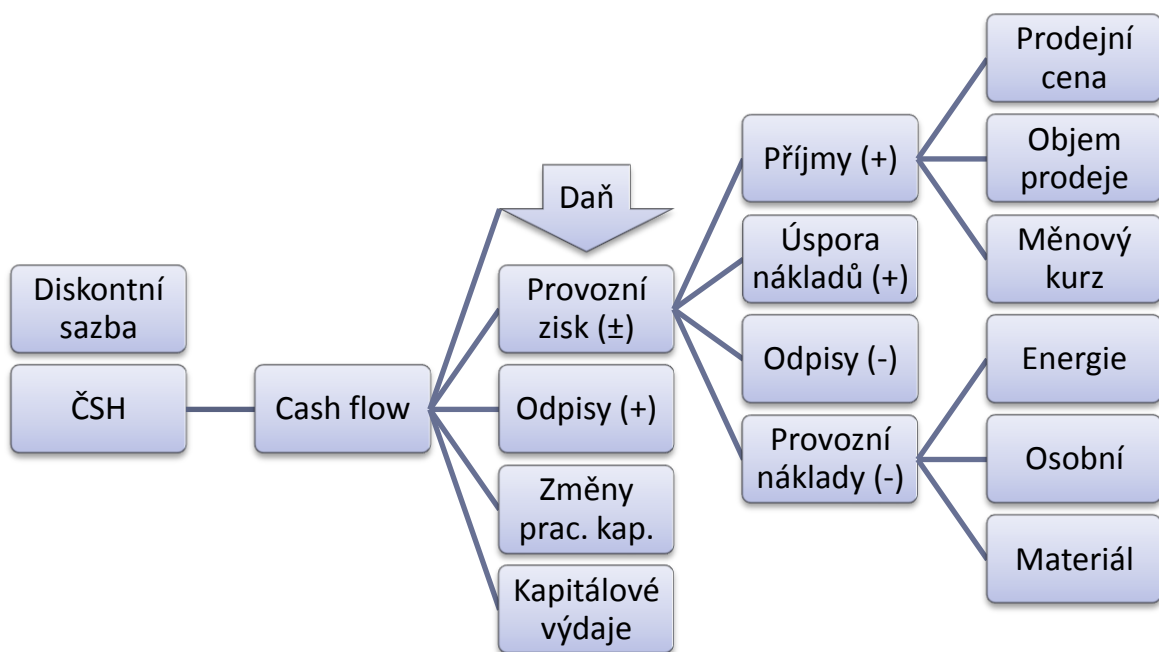 Diskontní
sazba
ČSH
Cash flow
Daň
Provozní
zisk (±)
Odpisy (+)
Změny
prac. kap.
Kapitálové
výdaje
Příjmy (+)
Úspora
nákladů (+)
Odpisy (-)
Provozní
náklady (-)
Prodejní
cena
Objem
prodeje
Měnový
kurz
Energie
Osobní
Materiál